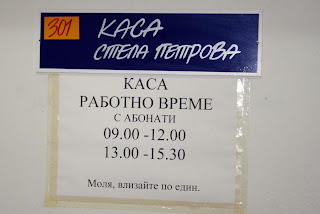 301
КАСА
СТЕЛА ПЕТРОВА
КАСА
РАБОТНО ВРЕМЕ
С АБОНАТИ
09.00 -12.00
13.00 -15.30
Моля, влизайте по един.